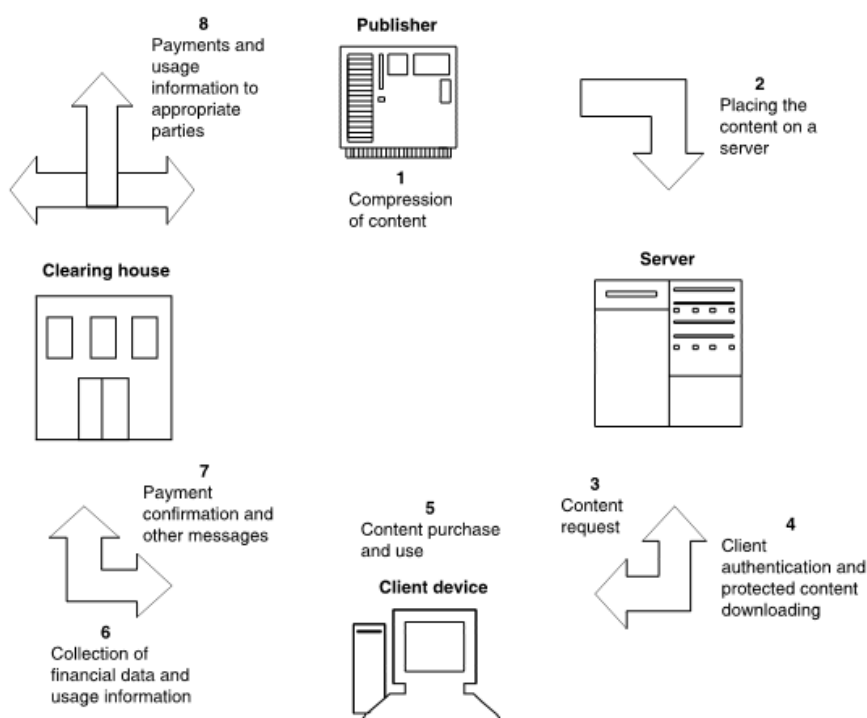 8
Payments and
usage
information to
appropriate
parties
Publisher
1
Compression
of content
2
Placing the
content on a
server
Clearing house
Server
7
Payment
confirmation and
other messages
5
Content purchase
and use
Client device
3
Content
request
4
Client
authentication and
protected content
downloading
6
Collection of
financial data and
usage information